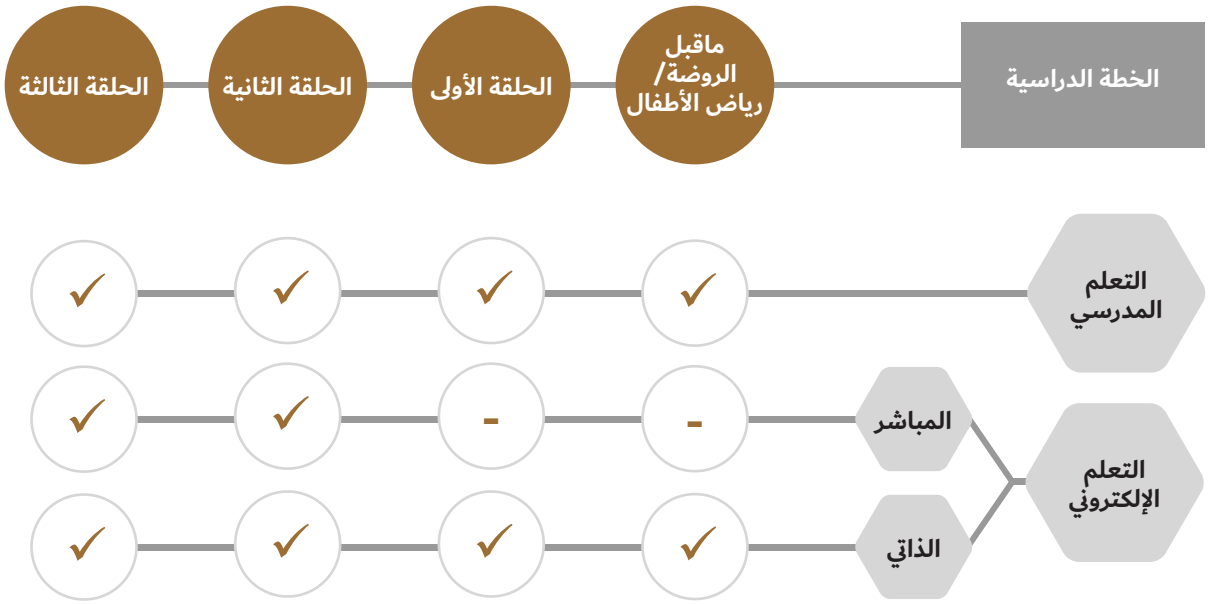 الخطة الدراسية
ماقبل
الروضة/
رياض الأطفال
الحلقة الأولى
الحلقة الثانية
الحلقة الثالثة
التعلم
المدرسي
✓ ✓ ✓ ✓
التعلم
الإلكتروني
المباشر
- - ✓ ✓
الذاتي
✓ ✓ ✓ ✓